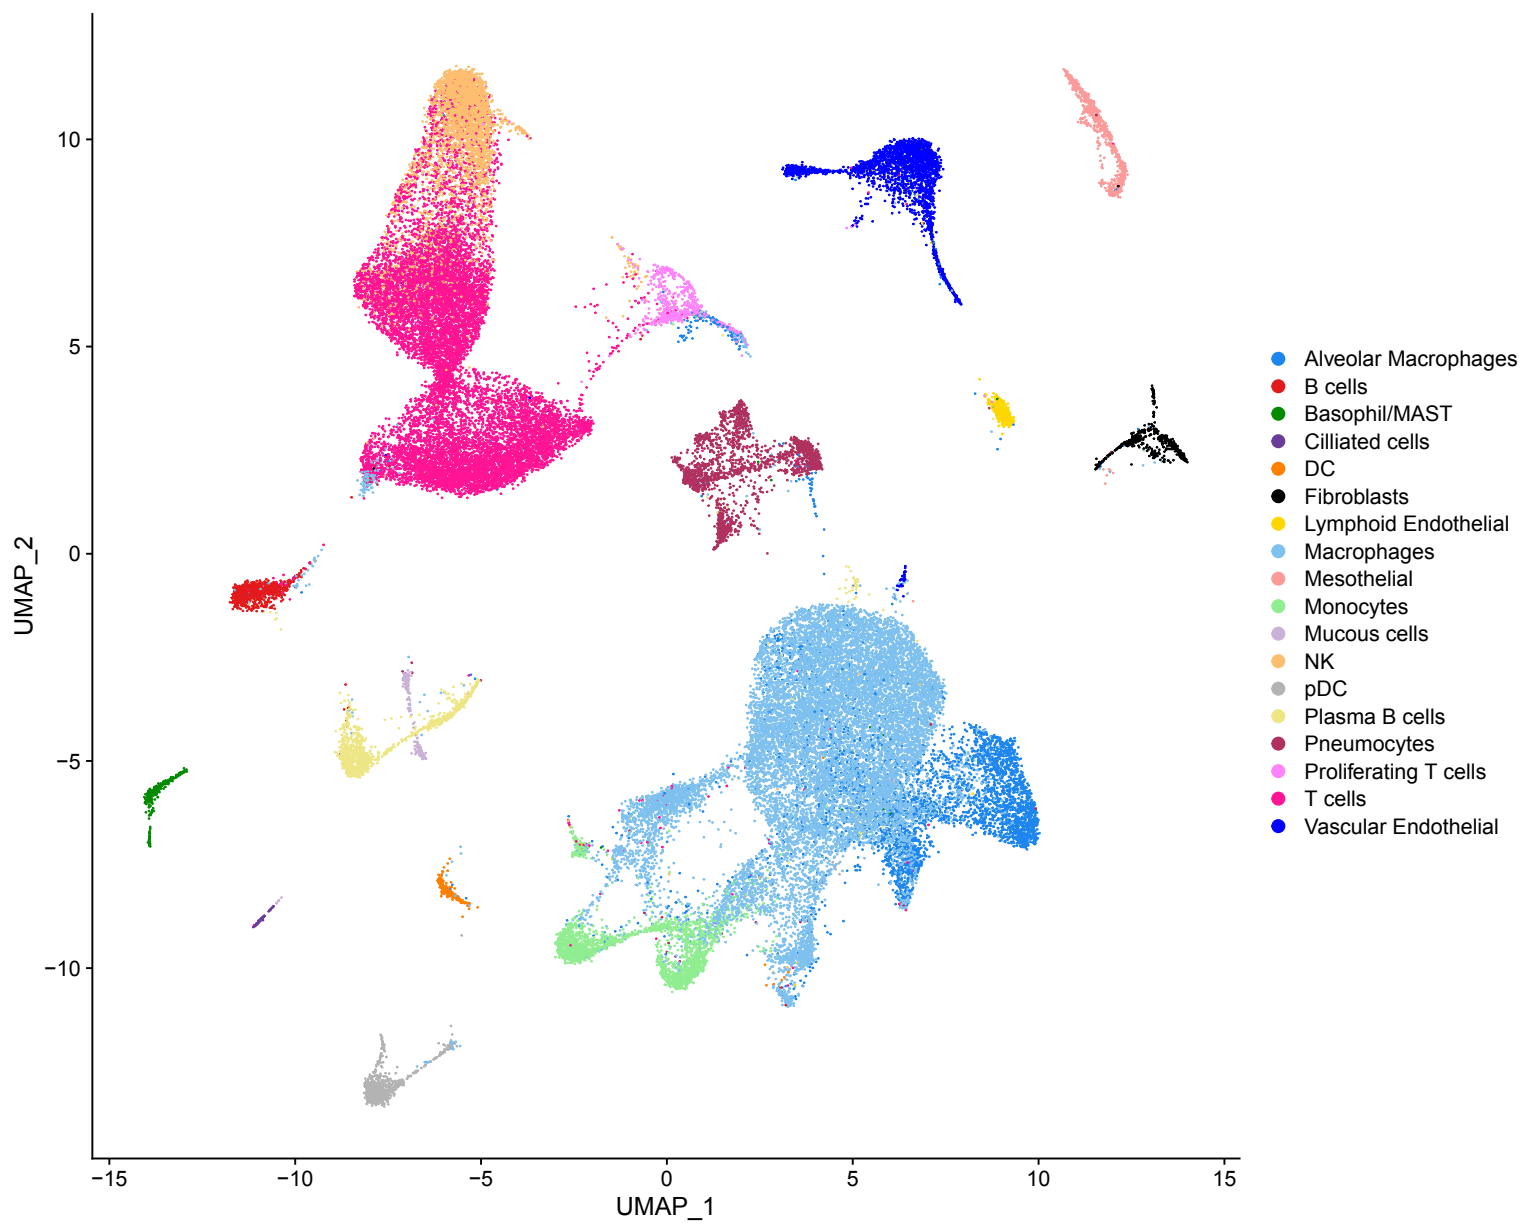 10
5
0
−5
−10
UMAP_2
−15
−10
−5
0
5
10
15
UMAP_1
Alveolar Macrophages
B cells
Basophil/MAST
Cilliated cells
DC
Fibroblasts
Lymphoid Endothelial
Macrophages
Mesothelial
Monocytes
Mucous cells
NK
pDC
Plasma B cells
Pneumocytes
Proliferating T cells
T cells
Vascular Endothelial